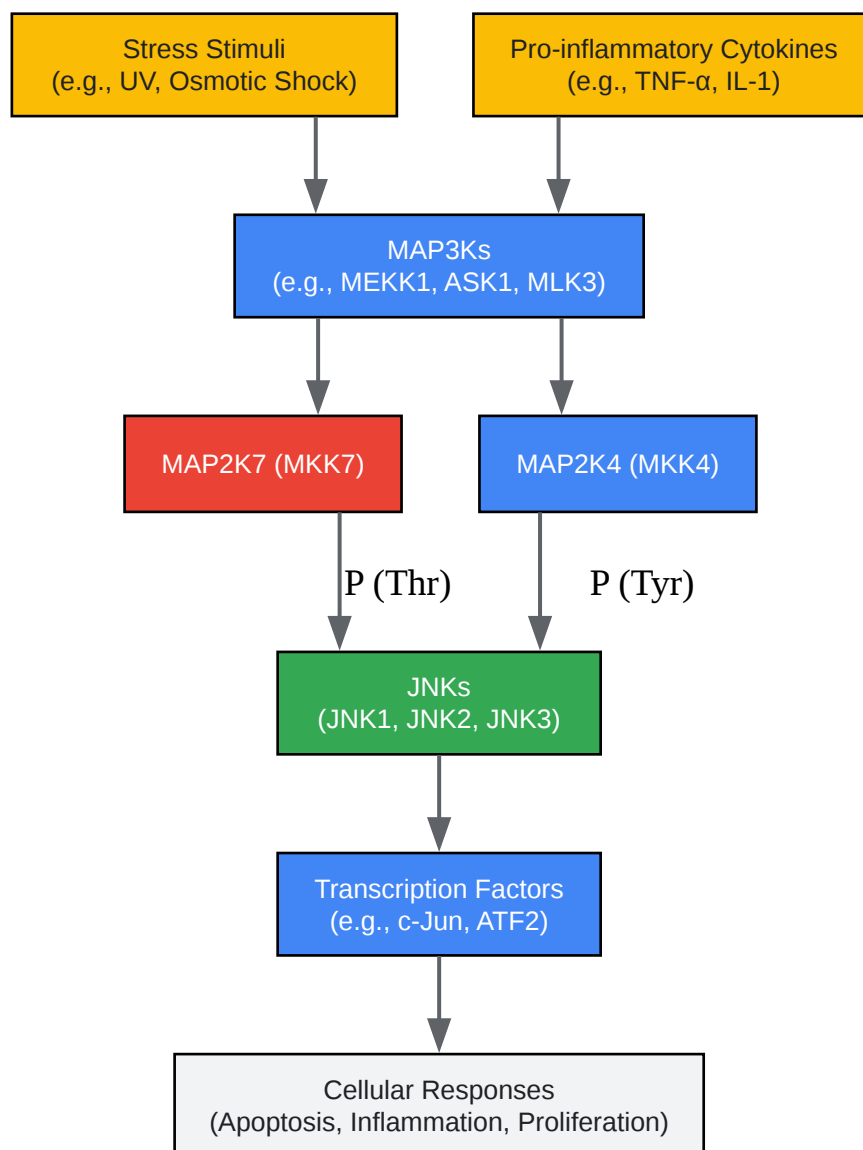 Stress Stimuli
(e.g., UV, Osmotic Shock)
Pro-inflammatory Cytokines
(e.g., TNF-α, IL-1)
MAP3Ks
(e.g., MEKK1, ASK1, MLK3)
MAP2K7 (MKK7)
MAP2K4 (MKK4)
P (Thr)
P (Tyr)
JNKs
(JNK1, JNK2, JNK3)
Transcription Factors
(e.g., c-Jun, ATF2)
Cellular Responses
(Apoptosis, Inflammation, Proliferation)